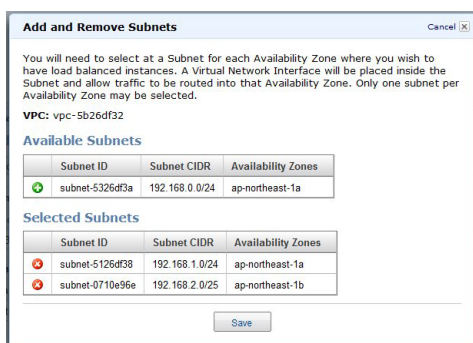 Add and Remove Subnets Cancel
You will need to select at a Subnet for each Availability Zone where you wish to
have load balanced instances. A Virtual Network Interface will be placed inside the
Subnet and allow traffic to be routed into that Availability Zone. Only one subnet per
Availability Zone may be selected.
VPC: vpc-5b26df32
Available Subnets
Subnet ID Subnet CIDR Availability Zones
subnet-5326df3a 192.168.0.0/24 ap-northeast-1a
Selected Subnets
Subnet ID Subnet CIDR Availability Zones
subnet-5126df38 192.168.1.0/24 ap-northeast-1a
subnet-0710e96e 192.168.2.0/25 ap-northeast-1b
Save